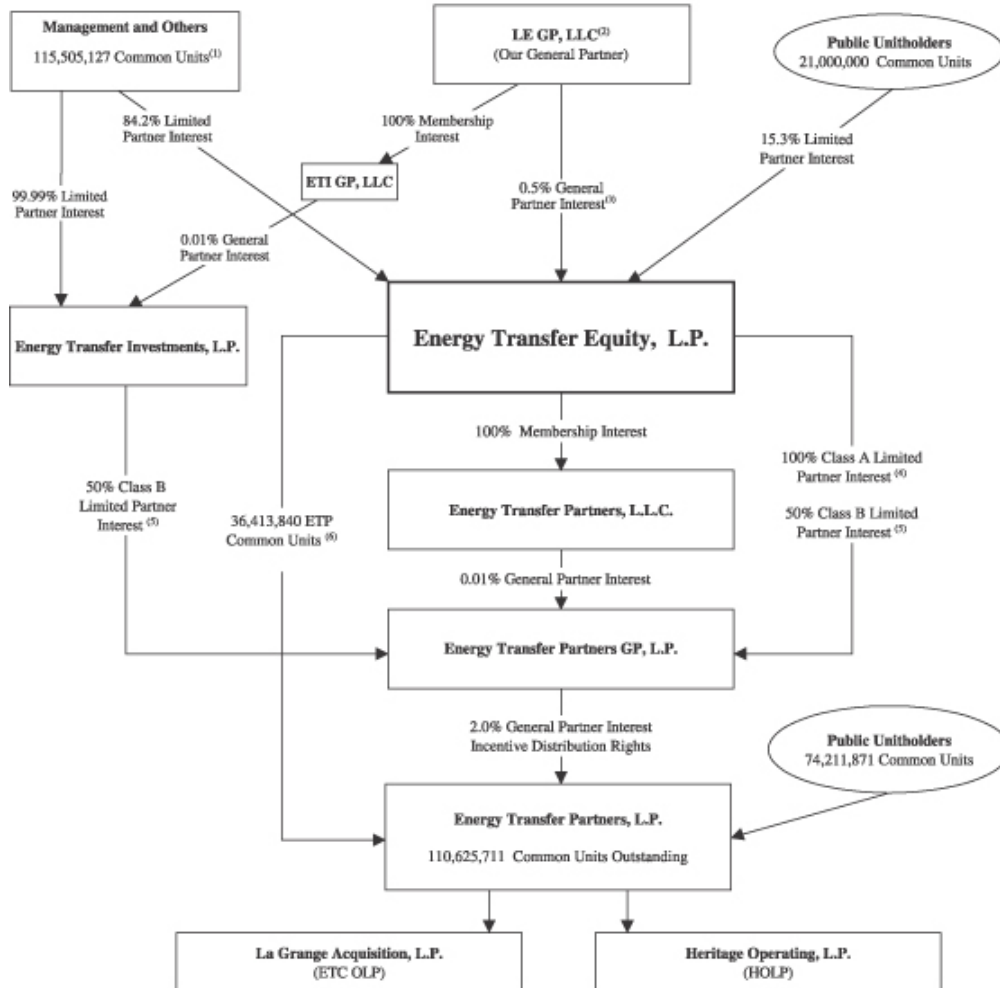 Management and Others
115,505,127 Common Units(1)
LE GP, LLC(2)
(Our General Partner)
Public Unitholders
21,000,000 Common Units
84.2% Limited
Partner Interest
100% Membership
Interest
15.3% Limited
Partner Interest
ETI GP, LLC
99.99% Limited
Partner Interest
0.5% General
Partner Interest(3)
0.01% General
Partner Interest
Energy Transfer Investments, L.P.
Energy Transfer Equity, L.P.
100% Membership Interest
100% Class A Limited
Partner Interest (4)
50% Class B
Limited Partner
Interest (5)
36,413,840 ETP
Common Units (6)
Energy Transfer Partners, L.L.C.
50% Class B Limited
Partner Interest (5)
0.01% General Partner Interest
Energy Transfer Partners GP, L.P.
2.0% General Partner Interest
Incentive Distribution Rights
Public Unitholders
74,211,871 Common Units
Energy Transfer Partners, L.P.
110,625,711 Common Units Outstanding
La Grange Acquisition, L.P.
(ETC OLP)
Heritage Operating, L.P.
(HOLP)